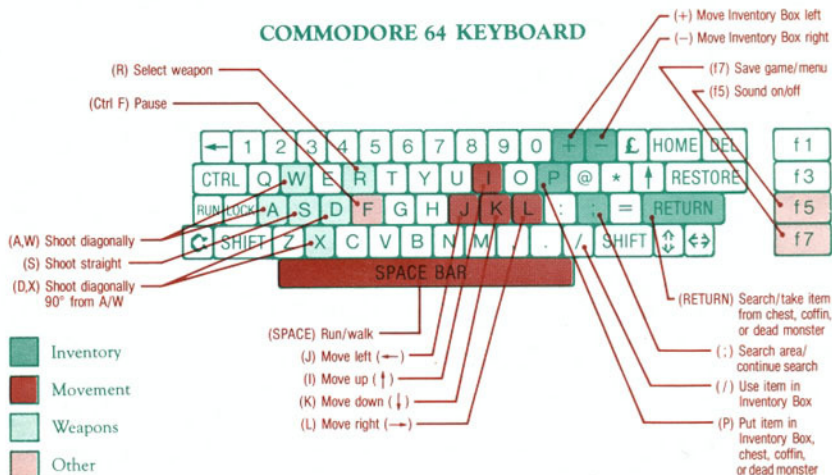 COMMODORE 64 KEYBOARD
(+) Move Inventory Box left
(−) Move Inventory Box right
(R) Select weapon
(f7) Save game/menu
(Ctrl F) Pause
(f5) Sound on/off
← 1 2 3 4 5 6 7 8 9 0 + − £ HOME DEL f1
CTRL Q W E R T Y U I O P @ * ↑ RESTORE f3
RUN LOCK A S D F G H J K L : ; = RETURN f5
C SHIFT Z X C V B N M , . / SHIFT ⇕ ⇔ f7
SPACE BAR
(A,W) Shoot diagonally
(S) Shoot straight
(D,X) Shoot diagonally
90° from A/W
(SPACE) Run/walk
(J) Move left (←)
(I) Move up (↑)
(K) Move down (↓)
(L) Move right (→)
(RETURN) Search/take item
from chest, coffin,
or dead monster
(;) Search area/
continue search
(/) Use item in
Inventory Box
(P) Put item in
Inventory Box,
chest, coffin,
or dead monster
Inventory
Movement
Weapons
Other